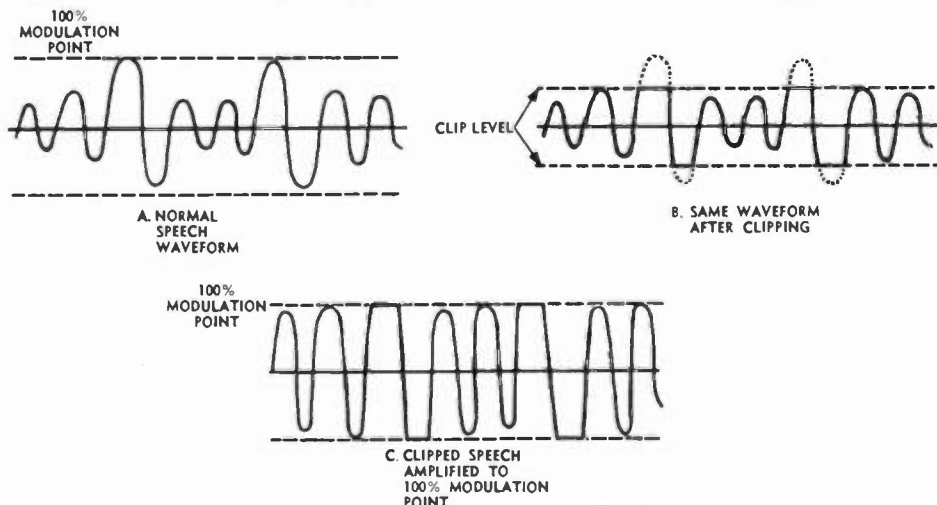 100%
MODULATION
POINT
A. NORMAL
SPEECH
WAVEFORM
CLIP LEVEL
B. SAME WAVEFORM
AFTER CLIPPING
100%
MODULATION
POINT
C. CLIPPED SPEECH
AMPLIFIED TO
100% MODULATION
POINT